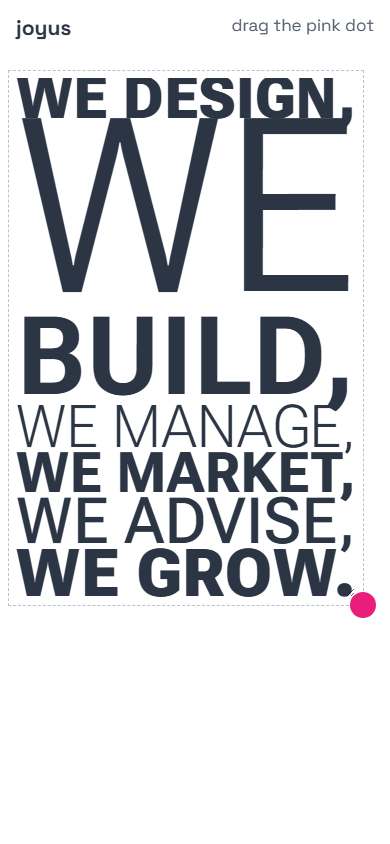 joyus
drag the pink dot
WE DESIGN,
WE
BUILD,
WE MANAGE,
WE MARKET,
WE ADVISE,
WE GROW.